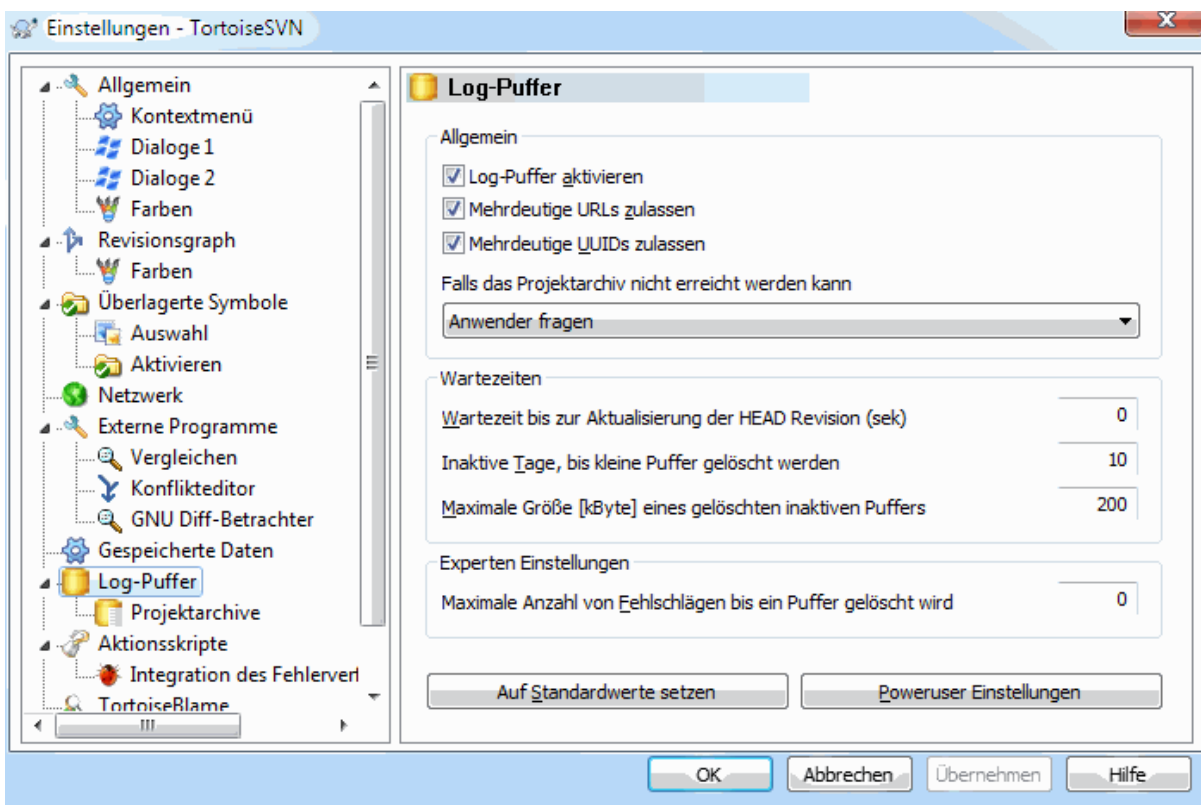 Einstellungen - TortoiseSVN
Allgemein
Kontextmenü
Dialoge 1
Dialoge 2
Farben
Revisionsgraph
Farben
Überlagerte Symbole
Auswahl
Aktivieren
Netzwerk
Externe Programme
Vergleichen
Konflikteditor
GNU Diff-Betrachter
Gespeicherte Daten
Log-Puffer
Projektarchive
Aktionsskripte
Integration des Fehlerverf
TortoiseBlame
Log-Puffer
Allgemein
Log-Puffer aktivieren
Mehrdeutige URLs zulassen
Mehrdeutige UUIDs zulassen
Falls das Projektarchiv nicht erreicht werden kann
Anwender fragen
Wartezeiten
Wartezeit bis zur Aktualisierung der HEAD Revision (sek) 0
Inaktive Tage, bis kleine Puffer gelöscht werden 10
Maximale Größe [kByte] eines gelöschten inaktiven Puffers 200
Experten Einstellungen
Maximale Anzahl von Fehlschlägen bis ein Puffer gelöscht wird 0
Auf Standardwerte setzen Poweruser Einstellungen
OK Abbrechen Übernehmen Hilfe